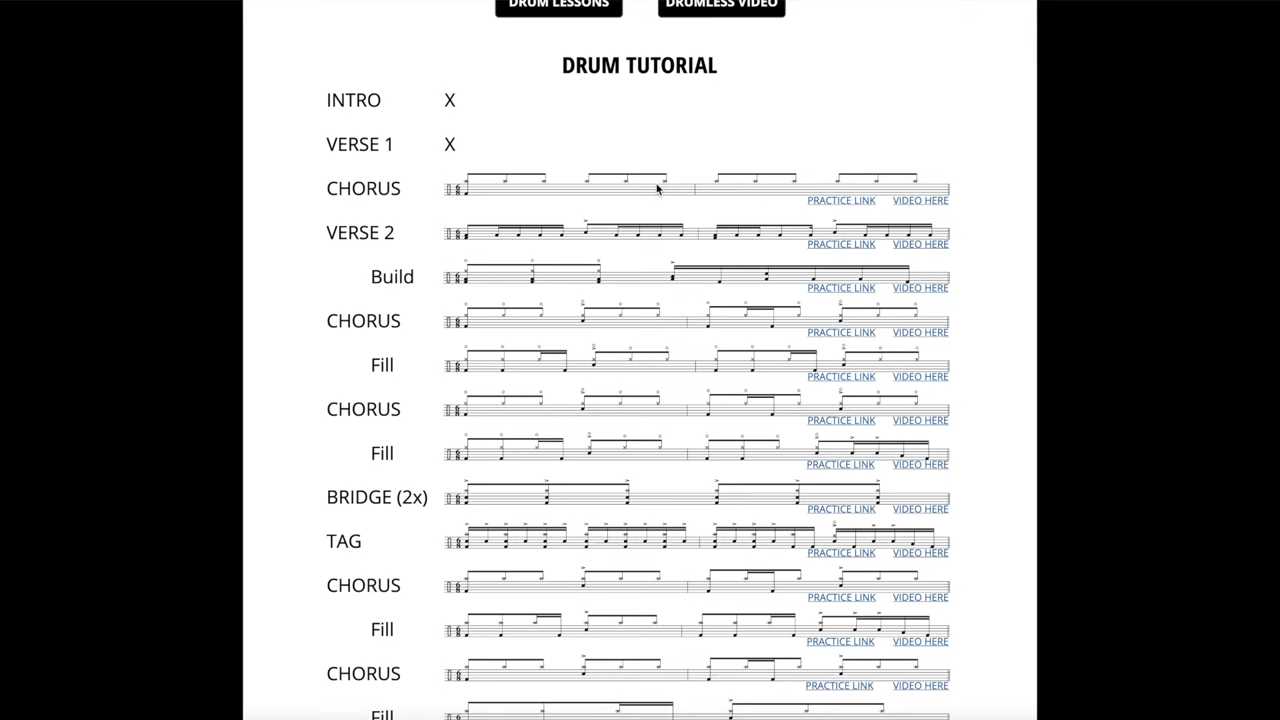 DRUM LESSONS DRUMLESS VIDEO
DRUM TUTORIAL
INTRO X
VERSE 1 X
CHORUS
PRACTICE LINK VIDEO HERE
VERSE 2
PRACTICE LINK VIDEO HERE
Build
PRACTICE LINK VIDEO HERE
CHORUS
PRACTICE LINK VIDEO HERE
Fill
PRACTICE LINK VIDEO HERE
CHORUS
PRACTICE LINK VIDEO HERE
Fill
PRACTICE LINK VIDEO HERE
BRIDGE (2x)
PRACTICE LINK VIDEO HERE
TAG
PRACTICE LINK VIDEO HERE
CHORUS
PRACTICE LINK VIDEO HERE
Fill
PRACTICE LINK VIDEO HERE
CHORUS
PRACTICE LINK VIDEO HERE
Fill